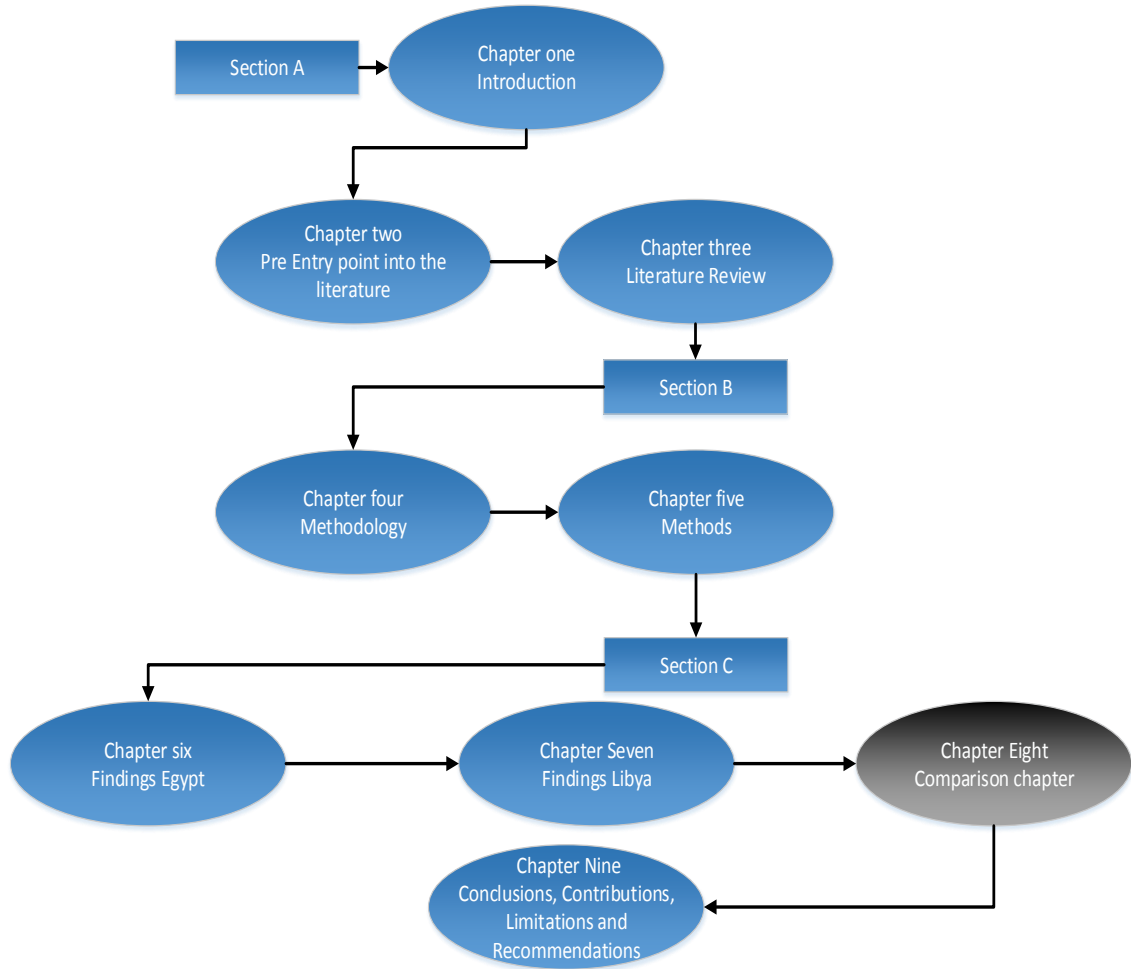 Section A
Chapter one
Introduction
Chapter two
Pre Entry point into the
literature
Chapter three
Literature Review
Section B
Chapter four
Methodology
Chapter five
Methods
Section C
Chapter six
Findings Egypt
Chapter Seven
Findings Libya
Chapter Eight
Comparison chapter
Chapter Nine
Conclusions, Contributions,
Limitations and
Recommendations